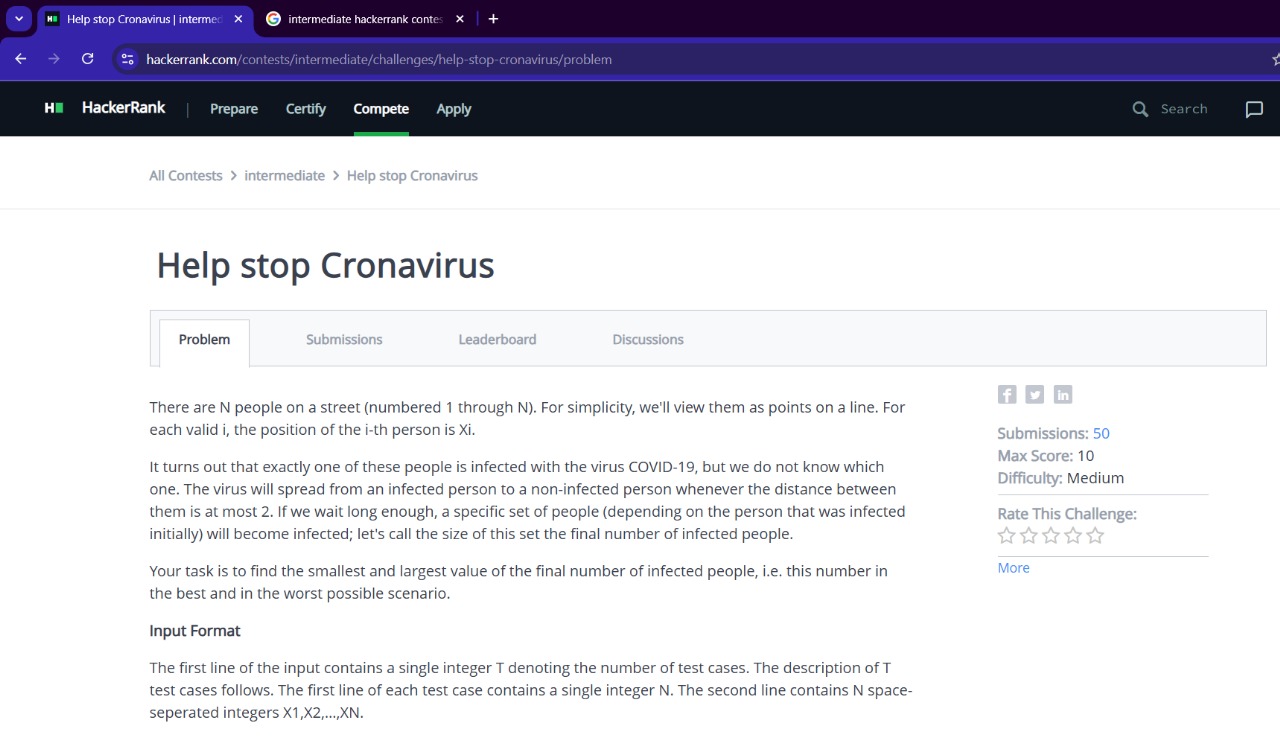 Help stop Cronavirus | intermed
intermediate hackerrank contes
hackerrank.com/contests/intermediate/challenges/help-stop-cronavirus/problem
HackerRank | Prepare Certify Compete Apply Search
All Contests > intermediate > Help stop Cronavirus
Help stop Cronavirus
Problem Submissions Leaderboard Discussions
There are N people on a street (numbered 1 through N). For simplicity, we'll view them as points on a line. For
each valid i, the position of the i-th person is Xi.
It turns out that exactly one of these people is infected with the virus COVID-19, but we do not know which
one. The virus will spread from an infected person to a non-infected person whenever the distance between
them is at most 2. If we wait long enough, a specific set of people (depending on the person that was infected
initially) will become infected; let's call the size of this set the final number of infected people.
Your task is to find the smallest and largest value of the final number of infected people, i.e. this number in
the best and in the worst possible scenario.
Input Format
The first line of the input contains a single integer T denoting the number of test cases. The description of T
test cases follows. The first line of each test case contains a single integer N. The second line contains N space-
seperated integers X1,X2,...,XN.
Submissions: 50
Max Score: 10
Difficulty: Medium
Rate This Challenge:
More